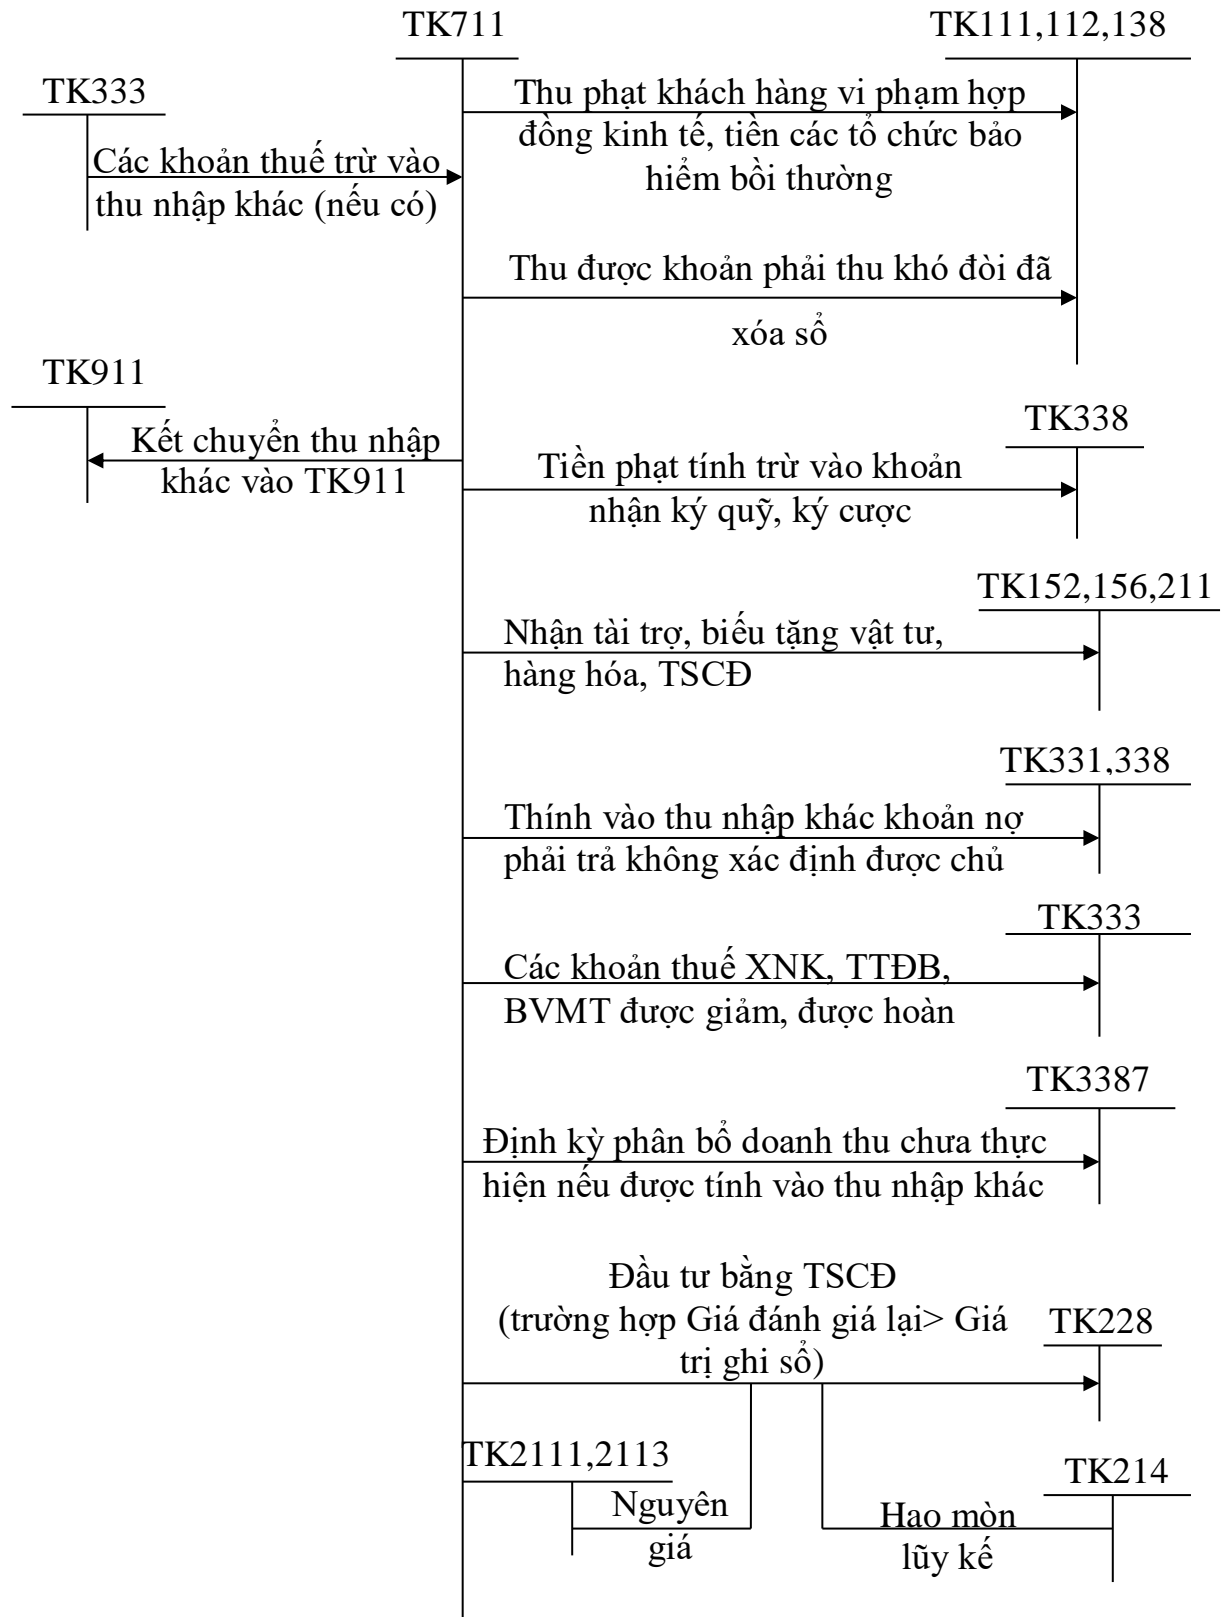 TK711
TK111,112,138
TK333
Thu phạt khách hàng vi phạm hợp
đồng kinh tế, tiền các tổ chức bảo
hiểm bồi thường
Các khoản thuế trừ vào
thu nhập khác (nếu có)
Thu được khoản phải thu khó đòi đã
xóa sổ
TK911
Kết chuyển thu nhập
khác vào TK911
TK338
Tiền phạt tính trừ vào khoản
nhận ký quỹ, ký cược
TK152,156,211
Nhận tài trợ, biếu tặng vật tư,
hàng hóa, TSCĐ
TK331,338
Thính vào thu nhập khác khoản nợ
phải trả không xác định được chủ
TK333
Các khoản thuế XNK, TTĐB,
BVMT được giảm, được hoàn
TK3387
Định kỳ phân bổ doanh thu chưa thực
hiện nếu được tính vào thu nhập khác
Đầu tư bằng TSCĐ
(trường hợp Giá đánh giá lại> Giá
trị ghi sổ)
TK228
TK2111,2113
Nguyên
giá
TK214
Hao mòn
lũy kế